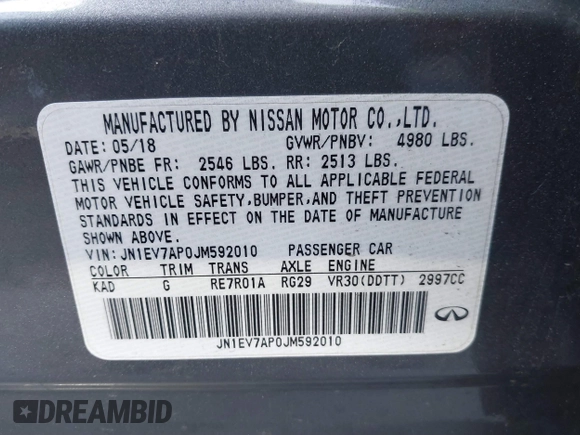 MANUFACTURED BY NISSAN MOTOR CO.,LTD.
DATE: 05/18 GVWR/PNBV: 4980 LBS.
GAWR/PNBE FR: 2546 LBS. RR: 2513 LBS.
THIS VEHICLE CONFORMS TO ALL APPLICABLE FEDERAL
MOTOR VEHICLE SAFETY,BUMPER,AND THEFT PREVENTION
STANDARDS IN EFFECT ON THE DATE OF MANUFACTURE
SHOWN ABOVE.
VIN: JN1EV7AP0JM592010 PASSENGER CAR
COLOR TRIM TRANS AXLE ENGINE
KAD G RE7R01A RG29 VR30(DDTT) 2997CC
JN1EV7AP0JM592010
DREAMBID